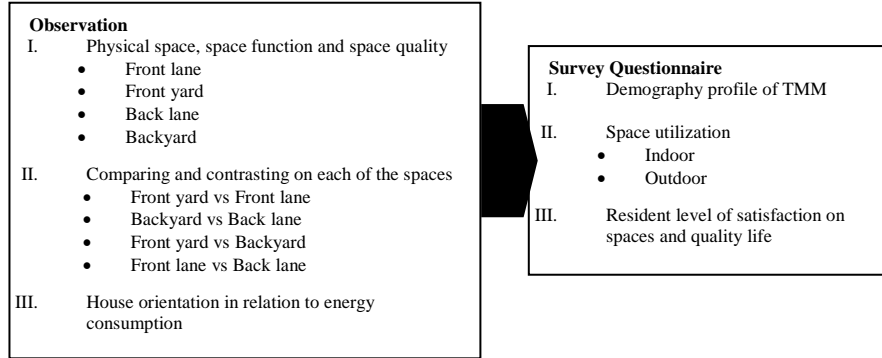 Observation
I. Physical space, space function and space quality
• Front lane
• Front yard
• Back lane
• Backyard
II. Comparing and contrasting on each of the spaces
• Front yard vs Front lane
• Backyard vs Back lane
• Front yard vs Backyard
• Front lane vs Back lane
III. House orientation in relation to energy
consumption
Survey Questionnaire
I. Demography profile of TMM
II. Space utilization
• Indoor
• Outdoor
III. Resident level of satisfaction on
spaces and quality life